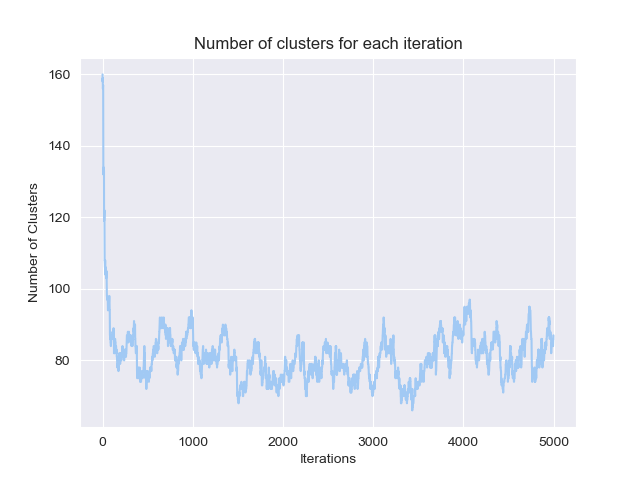 Number of clusters for each iteration
160
140
120
100
80
Number of Clusters
0 1000 2000 3000 4000 5000
Iterations